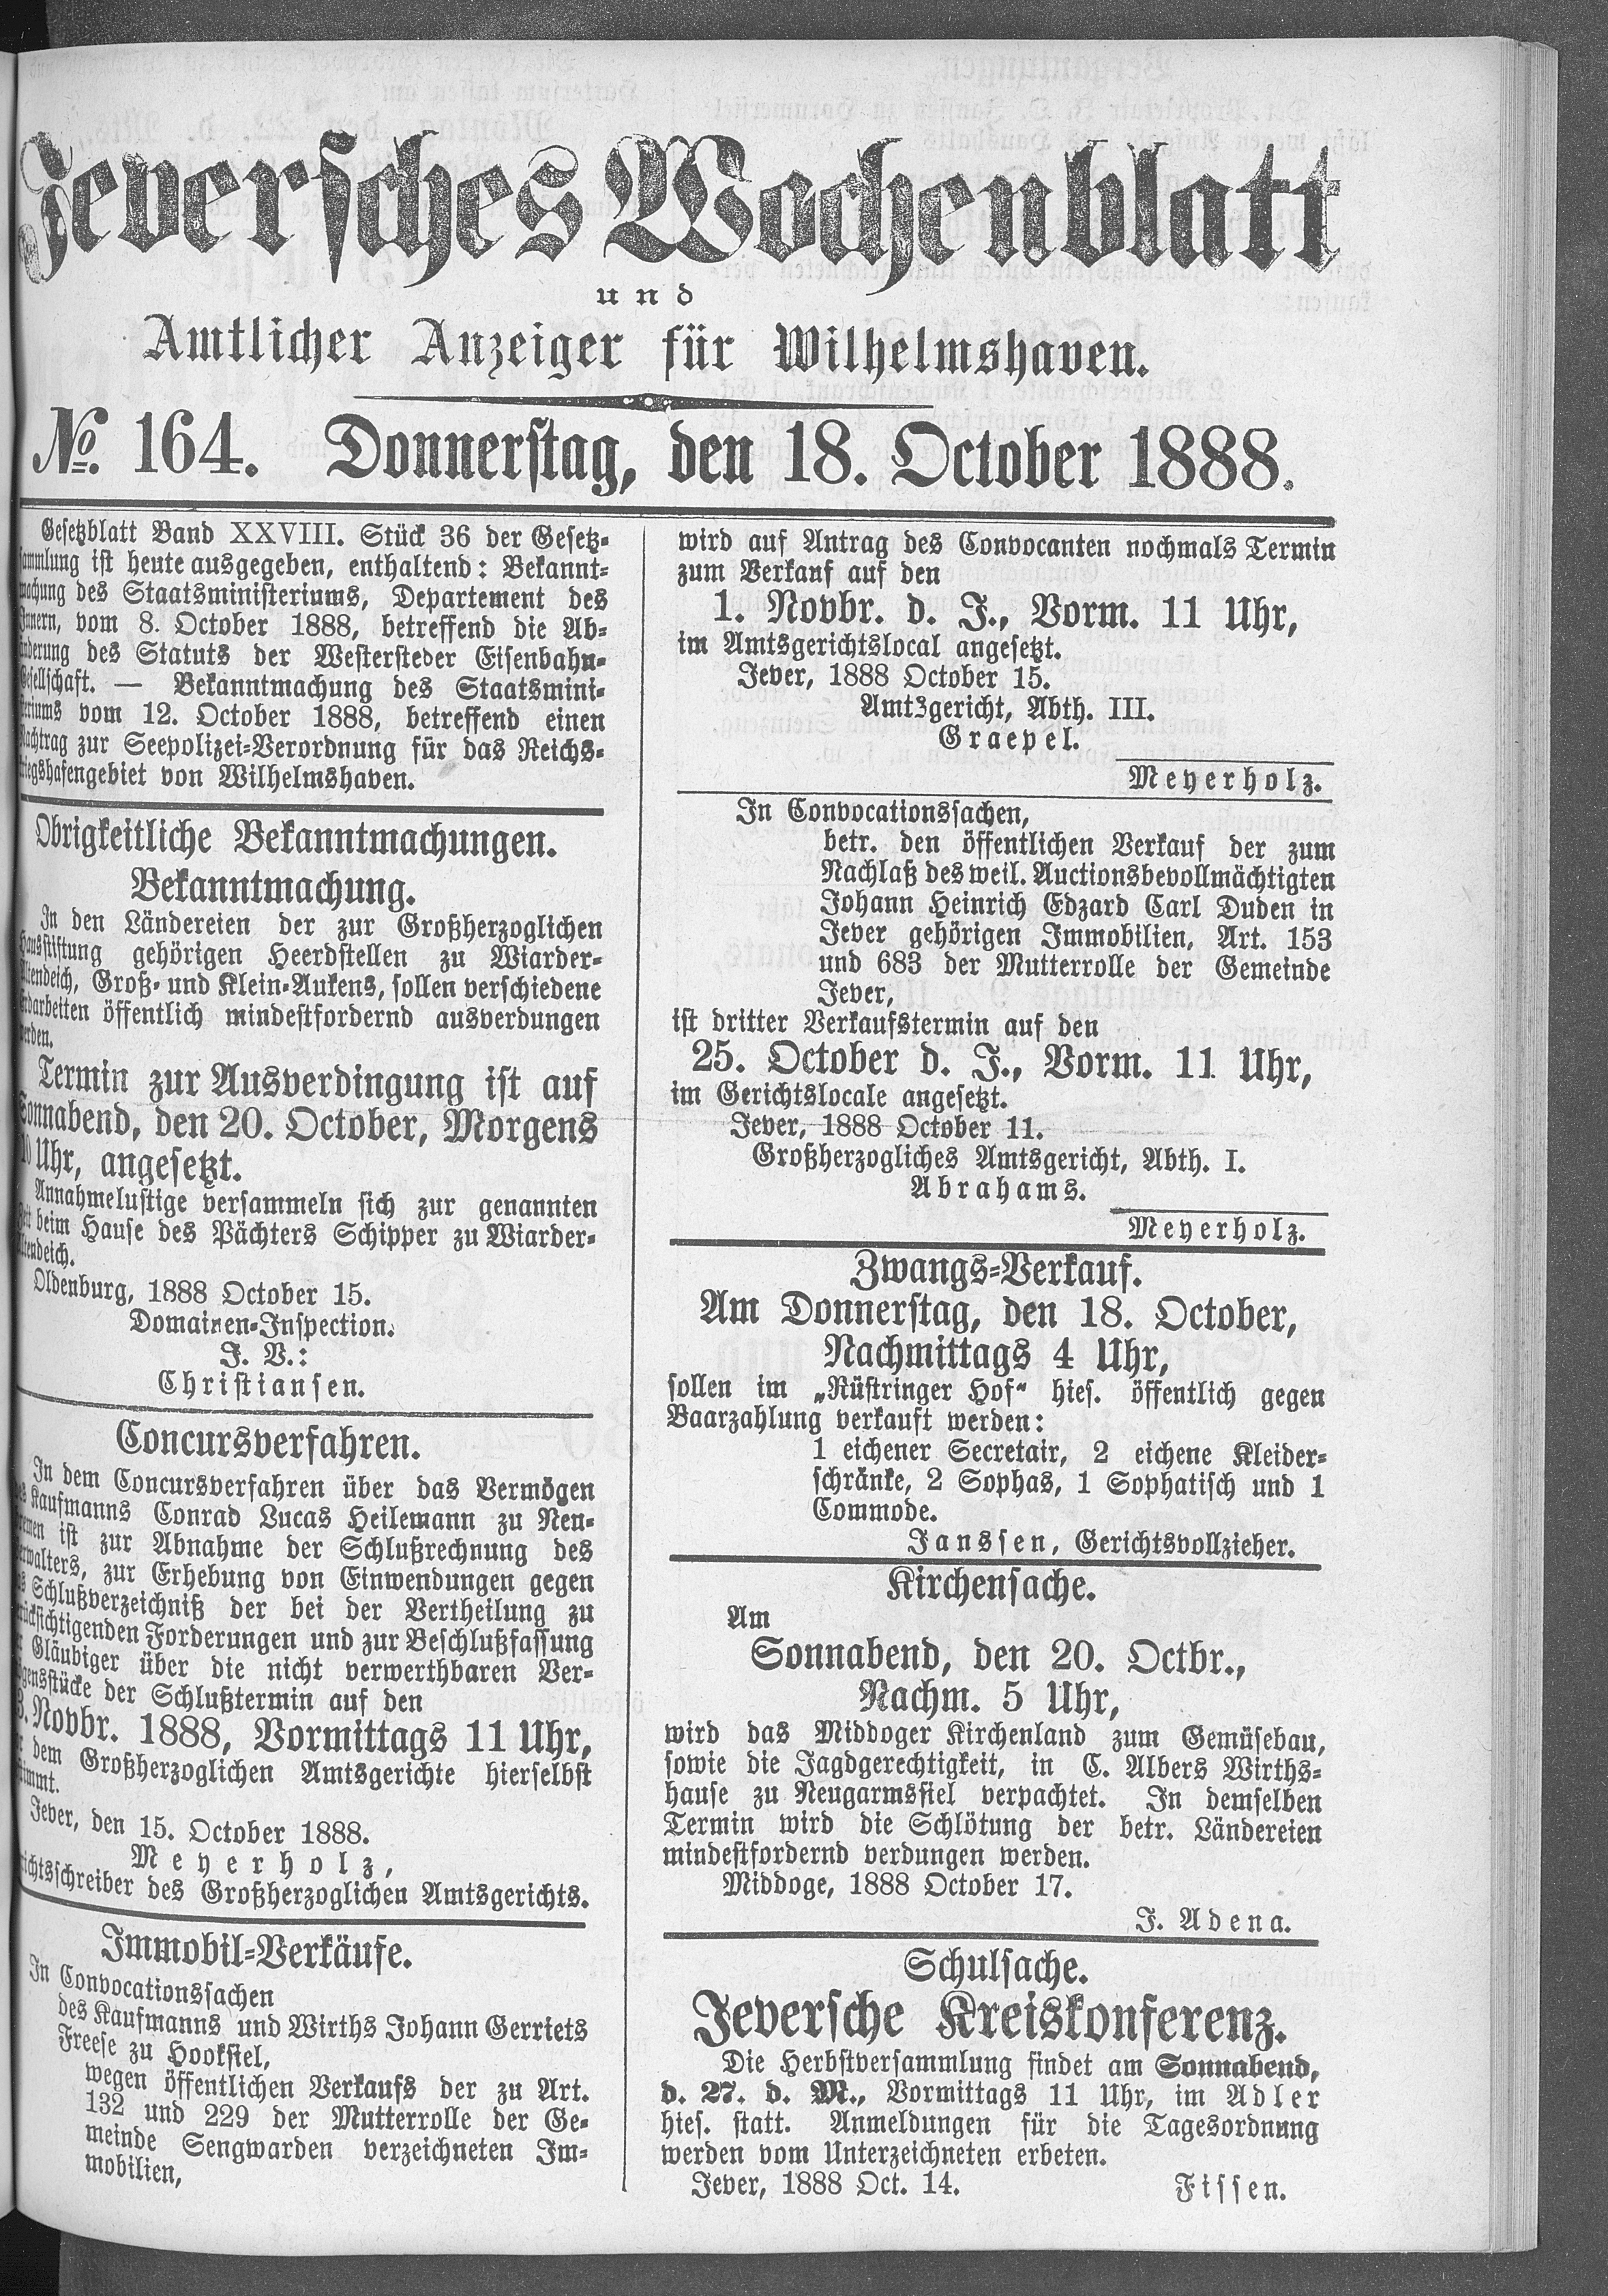 Jeversches Wochenblatt
und
Amtlicher Anzeiger für Wilhelmshaven.
No. 164. Donnerstag, den 18. October 1888.
Gesetzblatt Band XXVIII. Stück 36 der Gesetz-
sammlung ist heute ausgegeben, enthaltend: Bekannt-
machung des Staatsministeriums, Departement des
Innern, vom 8. October 1888, betreffend die Ab-
änderung des Statuts der Westersteder Eisenbahn-
Gesellschaft. — Bekanntmachung des Staatsmini-
steriums vom 12. October 1888, betreffend einen
Nachtrag zur Seepolizei-Verordnung für das Reichs-
kriegshafengebiet von Wilhelmshaven.
Obrigkeitliche Bekanntmachungen.
Bekanntmachung.
In den Ländereien der zur Großherzoglichen
Hausstiftung gehörigen Heerdstellen zu Wiarder-
Altendeich, Groß- und Klein-Aukens, sollen verschiedene
Erdarbeiten öffentlich mindestfordernd ausverdungen
werden.
Termin zur Ausverdingung ist auf
Sonnabend, den 20. October, Morgens
10 Uhr, angesetzt.
Annahmelustige versammeln sich zur genannten
Zeit beim Hause des Pächters Schipper zu Wiarder-
Altendeich.
Oldenburg, 1888 October 15.
Domainen-Inspection.
J. V.:
Christiansen.
Concursverfahren.
In dem Concursverfahren über das Vermögen
des Kaufmanns Conrad Lucas Heilemann zu Neu-
bremen ist zur Abnahme der Schlußrechnung des
Verwalters, zur Erhebung von Einwendungen gegen
das Schlußverzeichniß der bei der Vertheilung zu
berücksichtigenden Forderungen und zur Beschlußfassung
der Gläubiger über die nicht verwerthbaren Ver-
mögensstücke der Schlußtermin auf den
3. Novbr. 1888, Vormittags 11 Uhr,
vor dem Großherzoglichen Amtsgerichte hierselbst
bestimmt.
Jever, den 15. October 1888.
Meyerholz,
Gerichtsschreiber des Großherzoglichen Amtsgerichts.
Immobil-Verkäufe.
In Convocationssachen
des Kaufmanns und Wirths Johann Gerriets
Freese zu Hooksiel,
wegen öffentlichen Verkaufs der zu Art.
132 und 229 der Mutterrolle der Ge-
meinde Sengwarden verzeichneten Im-
mobilien,
wird auf Antrag des Convocanten nochmals Termin
zum Verkauf auf den
1. Novbr. d. J., Vorm. 11 Uhr,
im Amtsgerichtslocal angesetzt.
Jever, 1888 October 15.
Amtsgericht, Abth. III.
Graepel.
Meyerholz.
In Convocationssachen,
betr. den öffentlichen Verkauf der zum
Nachlaß des weil. Auctionsbevollmächtigten
Johann Heinrich Edzard Carl Duden in
Jever gehörigen Immobilien, Art. 153
und 683 der Mutterrolle der Gemeinde
Jever,
ist dritter Verkaufstermin auf den
25. October d. J., Vorm. 11 Uhr,
im Gerichtslocale angesetzt.
Jever, 1888 October 11.
Großherzogliches Amtsgericht, Abth. I.
Abrahams.
Meyerholz.
Zwangs-Verkauf.
Am Donnerstag, den 18. October,
Nachmittags 4 Uhr,
sollen im „Rüstringer Hof“ hies. öffentlich gegen
Baarzahlung verkauft werden:
1 eichener Secretair, 2 eichene Kleider-
schränke, 2 Sophas, 1 Sophatisch und 1
Commode.
Janssen, Gerichtsvollzieher.
Kirchensache.
Am
Sonnabend, den 20. Octbr.,
Nachm. 5 Uhr,
wird das Middoger Kirchenland zum Gemüsebau,
sowie die Jagdgerechtigkeit, in C. Albers Wirths-
hause zu Neugarmssiel verpachtet. In demselben
Termin wird die Schlötung der betr. Ländereien
mindestfordernd verdungen werden.
Middoge, 1888 October 17.
J. Adena.
Schulsache.
Jeversche Kreiskonferenz.
Die Herbstversammlung findet am Sonnabend,
d. 27. d. M., Vormittags 11 Uhr, im Adler
hies. statt. Anmeldungen für die Tagesordnung
werden vom Unterzeichneten erbeten.
Jever, 1888 Oct. 14. Fissen.